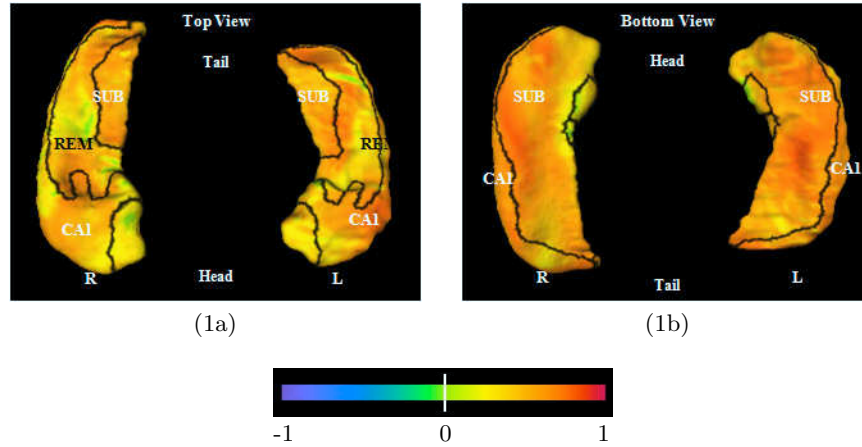 Top View
Tail
SUB
SUB
REM
REM
CA1
CA1
R
Head
L
(1a)
Bottom View
Head
SUB
SUB
CA1
CA1
R
Tail
L
(1b)
-1
0
1